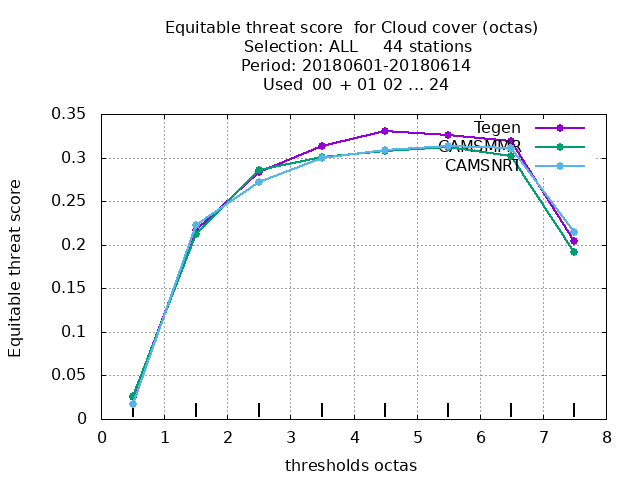 Equitable threat score  for Cloud cover (octas)
Selection: ALL     44 stations
Period: 20180601-20180614
Used  00  + 01 02 ... 24
Equitable threat score
0.35
0.3
0.25
0.2
0.15
0.1
0.05
0
Tegen
CAMSMMR
CAMSNRT
0 1 2 3 4 5 6 7 8
thresholds octas